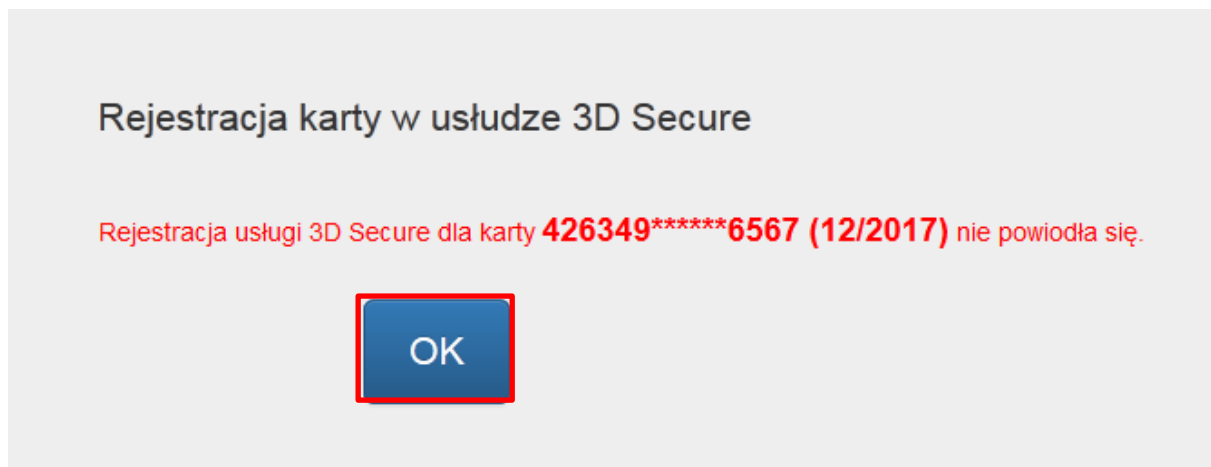 Rejestracja karty w usłudze 3D Secure
Rejestracja usługi 3D Secure dla karty 426349******6567 (12/2017) nie powiodła się.
OK